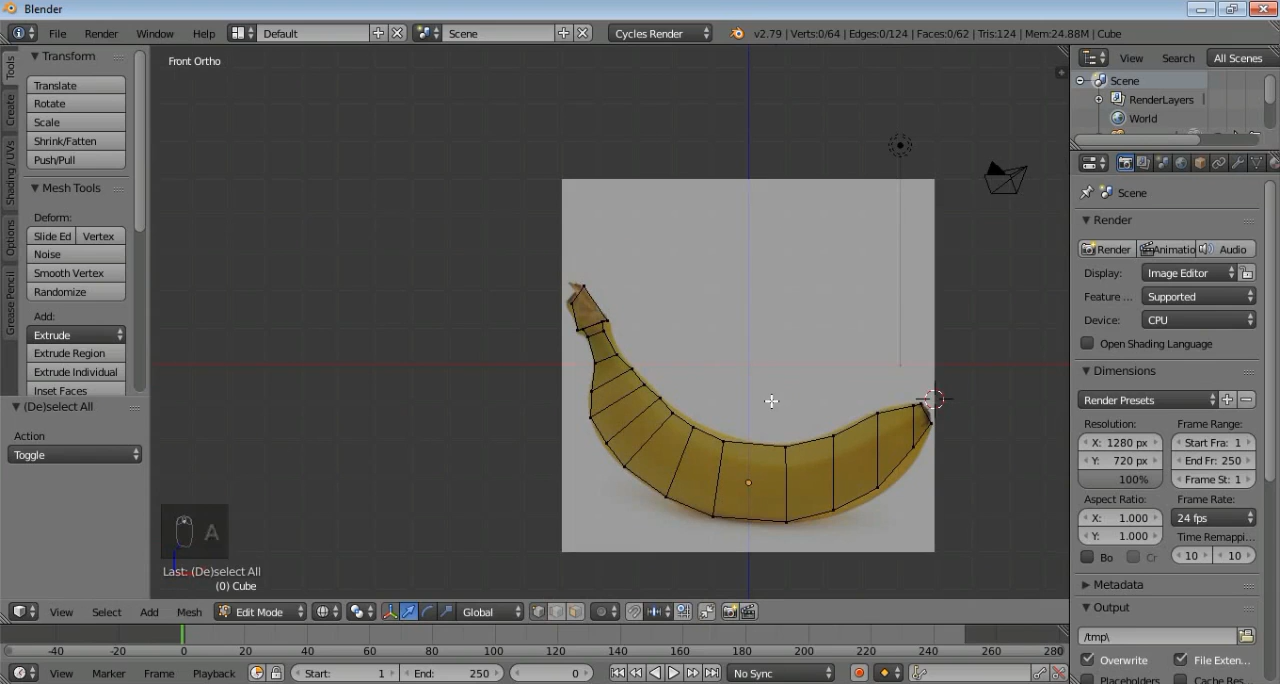 Blender
File Render Window Help Default Scene Cycles Render v2.79 | Verts:0/64 | Edges:0/124 | Faces:0/62 | Tris:124 | Mem:24.88M | Cube
Tools
Create
Shading / UVs
Options
Grease Pencil
Transform
Translate
Rotate
Scale
Shrink/Fatten
Push/Pull
Mesh Tools
Deform:
Slide Ed Vertex
Noise
Smooth Vertex
Randomize
Add:
Extrude
Extrude Region
Extrude Individual
Inset Faces
(De)select All
Action
Toggle
Front Ortho
A
Last: (De)select All
(0) Cube
View Search All Scenes
Scene
RenderLayers
World
Scene
Render
Render Animatio Audio
Display: Image Editor
Feature ... Supported
Device: CPU
Open Shading Language
Dimensions
Render Presets
Resolution: Frame Range:
X: 1280 px Start Fra: 1
Y: 720 px End Fr: 250
100% Frame St: 1
Aspect Ratio: Frame Rate:
X: 1.000 24 fps
Y: 1.000 Time Remappi...
Bo Cr 10 10
Metadata
Output
/tmp\
Overwrite File Exten...
Placeholders Cache Res...
View Select Add Mesh Edit Mode Global
-40 -20 0 20 40 60 80 100 120 140 160 180 200 220 240 260 280
View Marker Frame Playback Start: 1 End: 250 0 No Sync